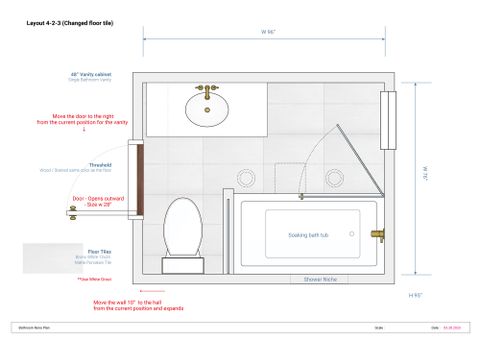 Layout 4-2-3 (Changed floor tile)
W 96"
48" Vanity cabinet
Single Bathroom Vanity
'Move the door to the right
from the current position for the vanity
↓
Threshold
Wood / Stained same color as the floor
W 76"
Door - Opens outward
- Size w 28"
Soaking bath tub
Floor Tiles
White 12x24
Matte Porcelain Tile
**Use White Grout
Shower Niche
H 95"
Move the wall 10" to the hall
from the current position and expands
Bathroom Reno Plan
Scale
Date